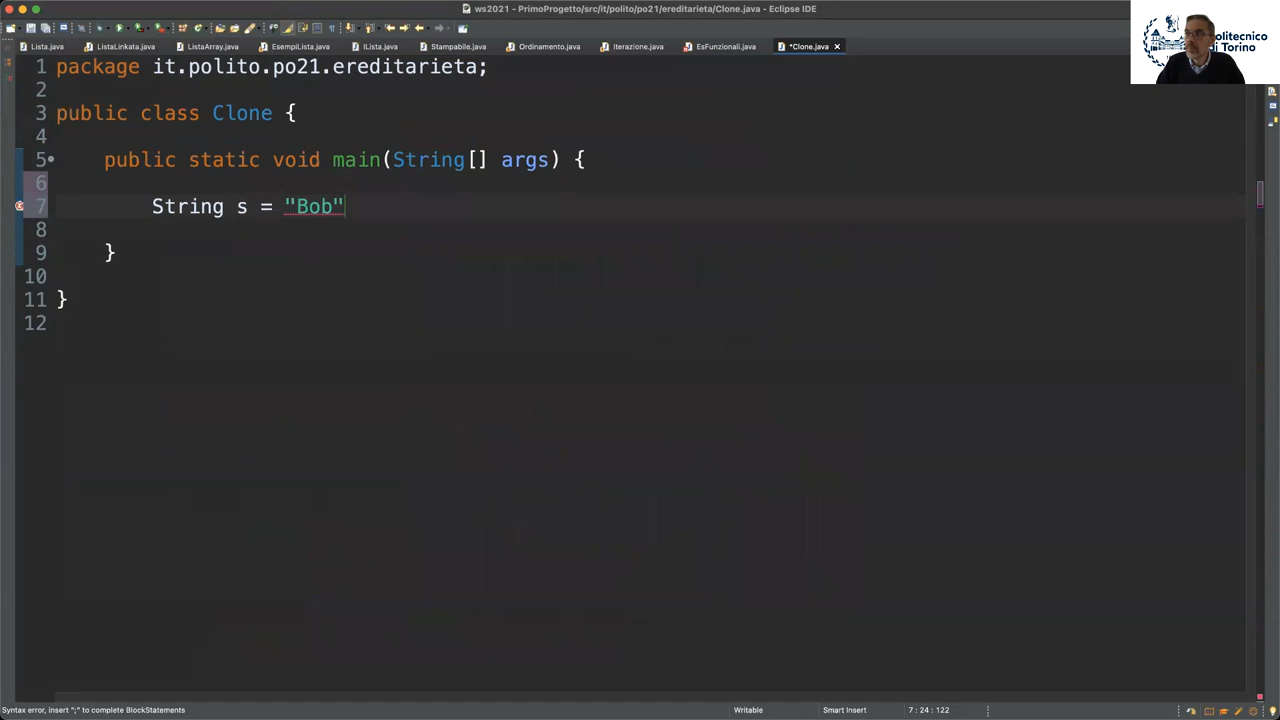 ws2021 - PrimoProgetto/src/it/polito/po21/ereditarieta/Clone.java - Eclipse IDE
Lista.java ListaLinkata.java ListaArray.java EsempiLista.java IListа.java Stampabile.java Ordinamento.java Iterazione.java EsFunzionali.java *Clone.java
Politecnico
di Torino
1 package it.polito.po21.ereditarieta;
2
3 public class Clone {
4
5 public static void main(String[] args) {
6
7 String s = "Bob"
8
9 }
10
11 }
12
Syntax error, insert ";" to complete BlockStatements Writable Smart Insert 7 : 24 : 122